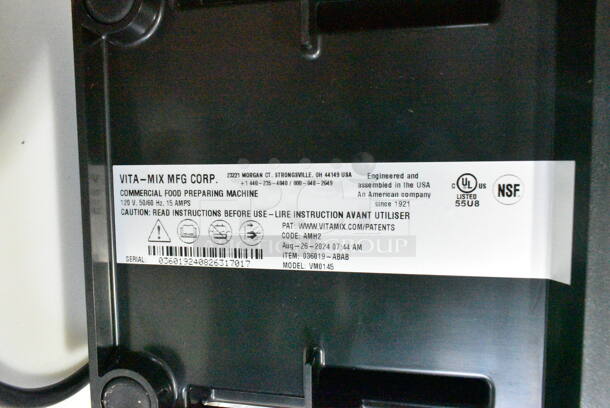 VITA-MIX MFG CORP.
23221 MORGAN CT. STRONGSVILLE, OH 44149 USA
+1 440-235-4840 / 800-848-2649
COMMERCIAL FOOD PREPARING MACHINE
120 V, 50/60 Hz, 15 AMPS
Engineered and
assembled in the USA
An American company
since 1921
C UL US
LISTED
55U8
NSF
CAUTION: READ INSTRUCTIONS BEFORE USE-LIRE INSTRUCTION AVANT UTILISER
PAT: WWW.VITAMIX.COM/PATENTS
CODE: AMH2
Aug-26-2024 07:44 AM
ITEM: 036019-ABAB
MODEL: VM0145
SERIAL
036019240826317017
GROUP